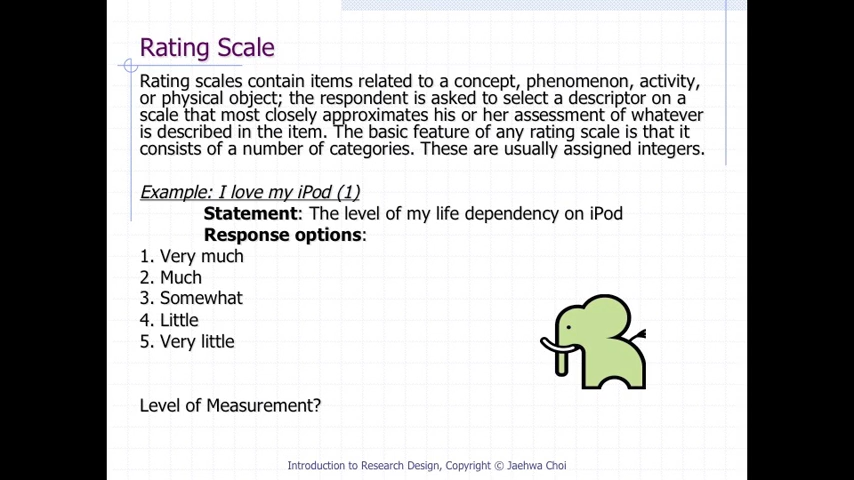 Rating Scale
Rating scales contain items related to a concept, phenomenon, activity,
or physical object; the respondent is asked to select a descriptor on a
scale that most closely approximates his or her assessment of whatever
is described in the item. The basic feature of any rating scale is that it
consists of a number of categories. These are usually assigned integers.
Example: I love my iPod (1)
Statement: The level of my life dependency on iPod
Response options:
1. Very much
2. Much
3. Somewhat
4. Little
5. Very little
Level of Measurement?
Introduction to Research Design, Copyright © Jaehwa Choi